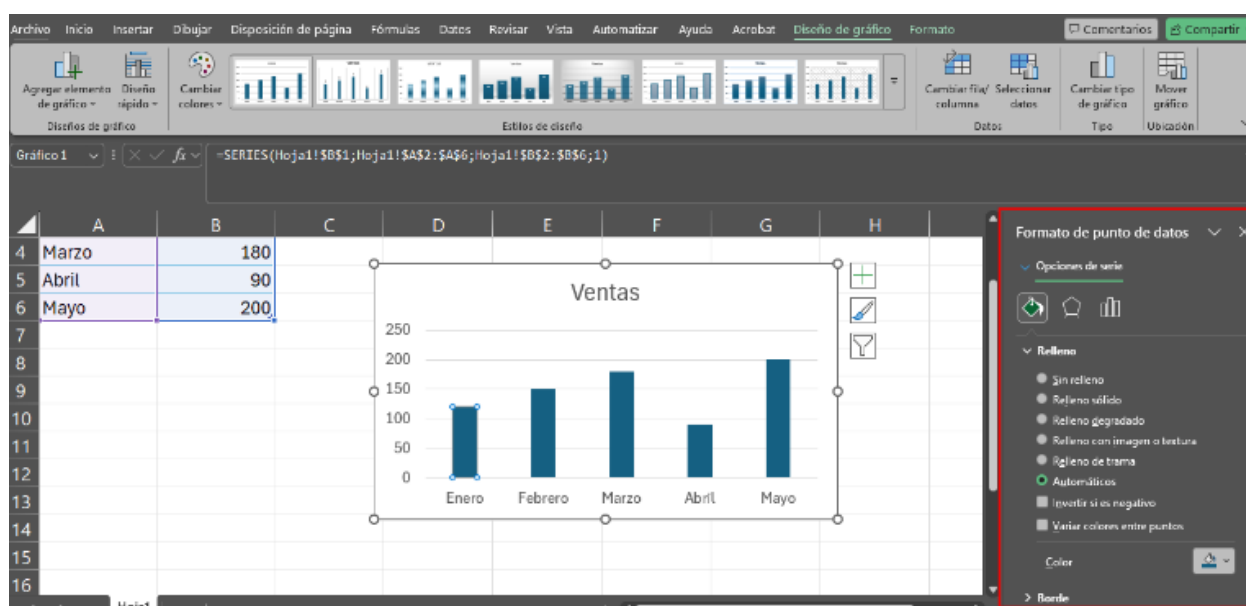 Archivo Inicio Insertar Dibujar Disposición de página Fórmulas Datos Revisar Vista Automatizar Ayuda Acrobat Diseño de gráfico Formato Comentarios Compartir
Agregar elemento de gráfico
Diseño rápido
Cambiar colores
Cambiar fila/ columna
Seleccionar datos
Cambiar tipo de gráfico
Mover gráfico
Diseños de gráfico Estilos de diseño Datos Tipo Ubicación
Gráfico 1 fx =SERIES(Hoja1!$B$1;Hoja1!$A$2:$A$6;Hoja1!$B$2:$B$6;1)
A B C D E F G H
4 Marzo 180
5 Abril 90
6 Mayo 200
7
8
9
10
11
12
13
14
15
16
Ventas
250
200
150
100
50
0
Enero Febrero Marzo Abril Mayo
Formato de punto de datos
Opciones de serie
Relleno
Sin relleno
Relleno sólido
Relleno degradado
Relleno con imagen o textura
Relleno de trama
Automáticos
Invertir si es negativo
Variar colores entre puntos
Color
Borde
Hoja1